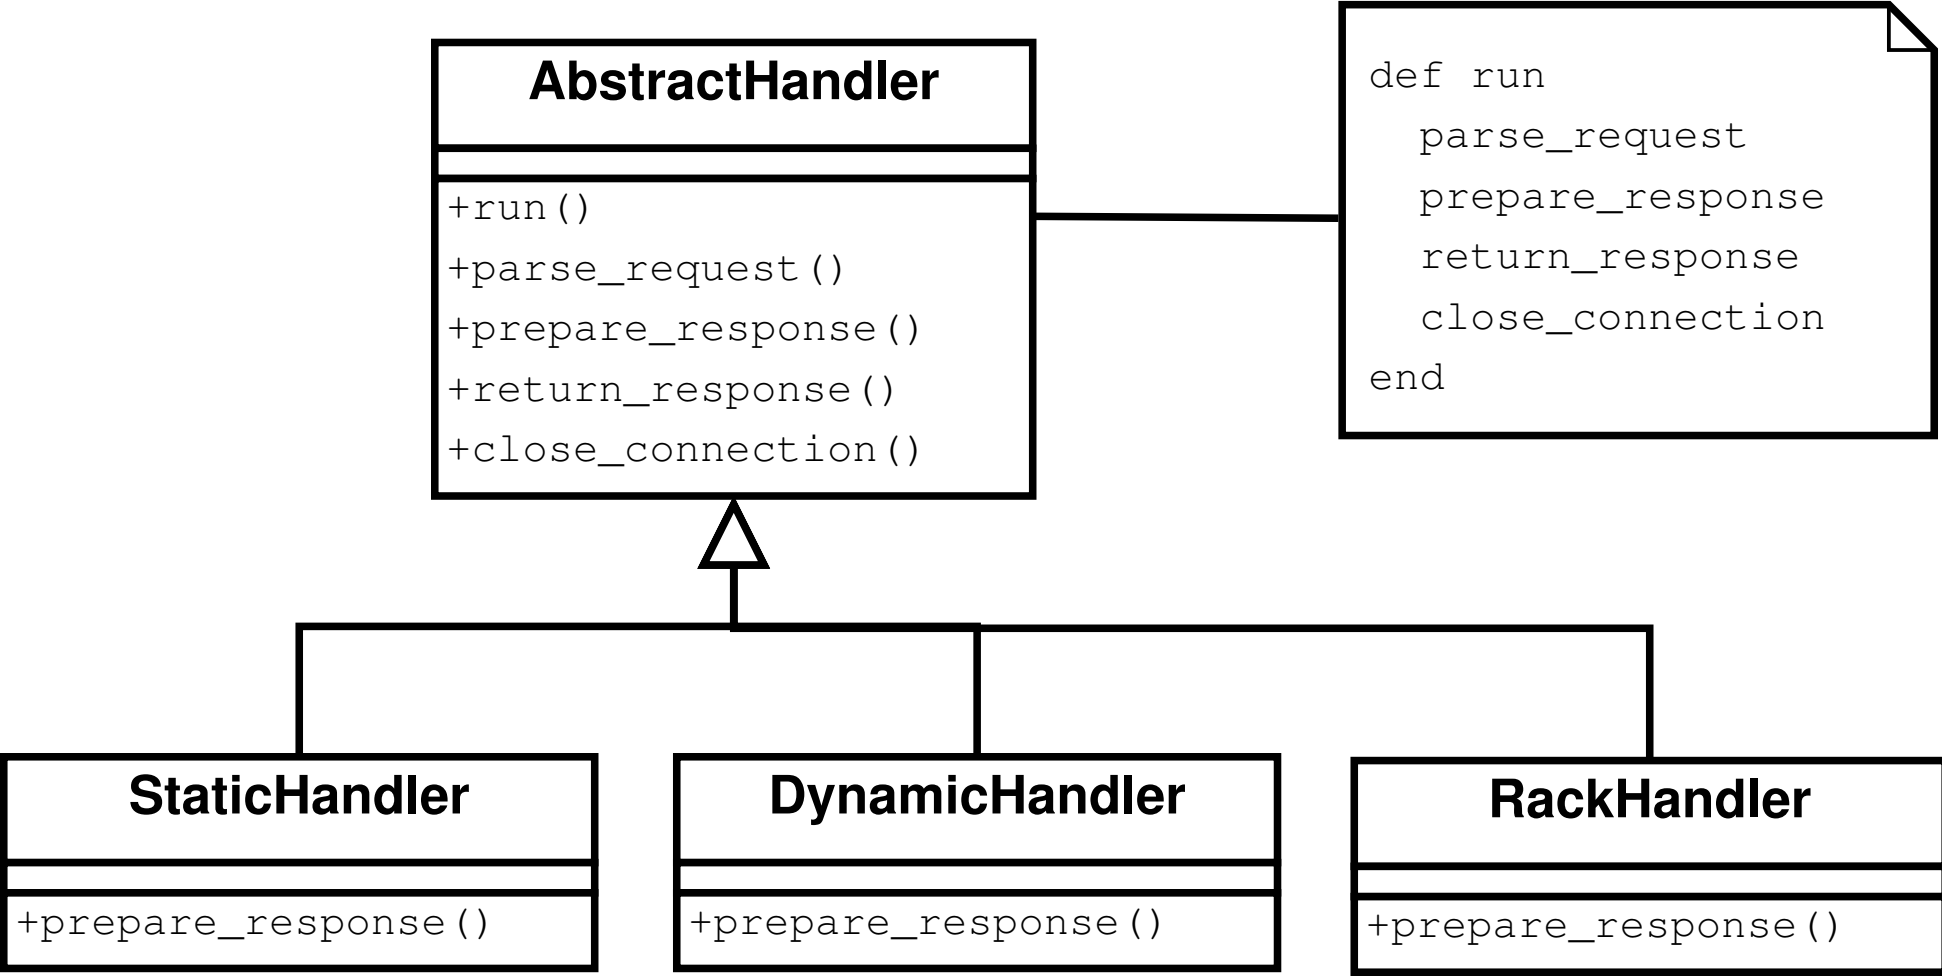 AbstractHandler
+run()
+parse_request()
+prepare_response()
+return_response()
+close_connection()
def run
  parse_request
  prepare_response
  return_response
  close_connection
end
StaticHandler
+prepare_response()
DynamicHandler
+prepare_response()
RackHandler
+prepare_response()